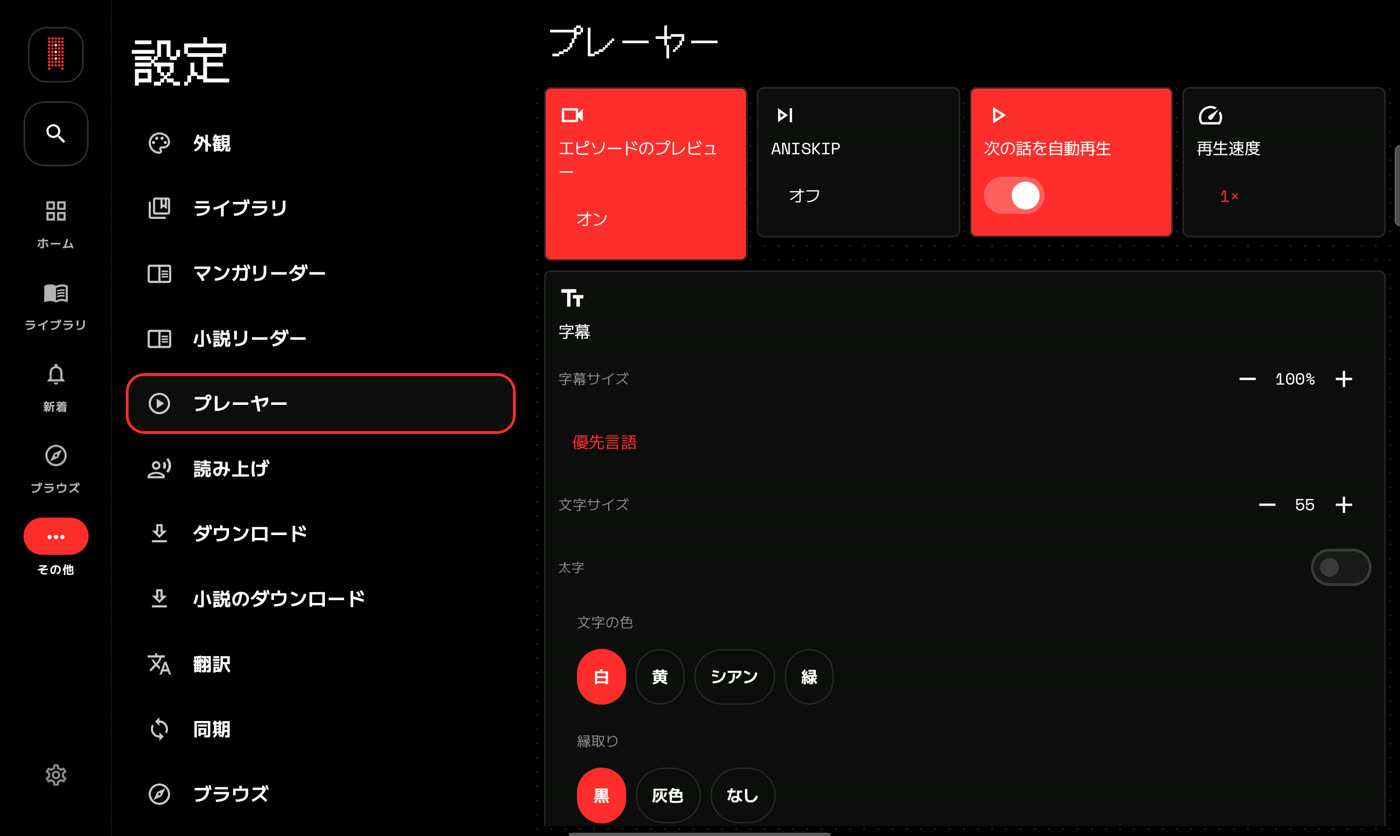 設定
ホーム
ライブラリ
新着
ブラウズ
その他
外観
ライブラリ
マンガリーダー
小説リーダー
プレーヤー
読み上げ
ダウンロード
小説のダウンロード
翻訳
同期
ブラウズ
プレーヤー
エピソードのプレビュ
ー
オン
ANISKIP
オフ
次の話を自動再生
再生速度
1×
字幕
字幕サイズ
100%
優先言語
文字サイズ
55
太字
文字の色
白 黄 シアン 緑
縁取り
黒 灰色 なし